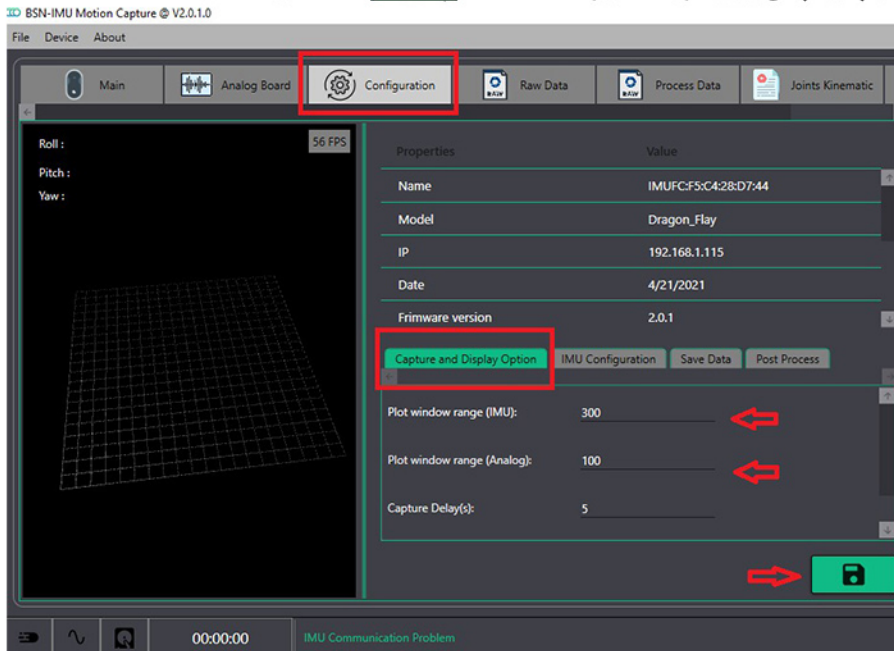 BSN-IMU Motion Capture @ V2.0.1.0
File Device About
Main Analog Board Configuration Raw Data Process Data Joints Kinematic
Roll :
56 FPS
Pitch :
Yaw :
Properties Value
Name IMUFC:F5:C4:28:D7:44
Model Dragon_Flay
IP 192.168.1.115
Date 4/21/2021
Frimware version 2.0.1
Capture and Display Option IMU Configuration Save Data Post Process
Plot window range (IMU): 300
Plot window range (Analog): 100
Capture Delay(s): 5
00:00:00 IMU Communication Problem